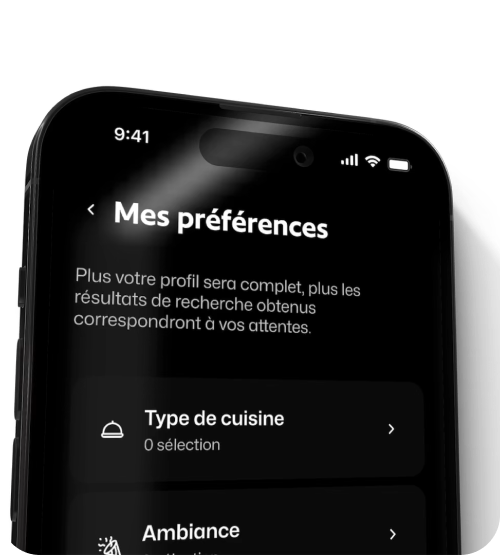 9:41
Mes préférences
Plus votre profil sera complet, plus les
résultats de recherche obtenus
correspondront à vos attentes.
Type de cuisine
0 sélection
Ambiance